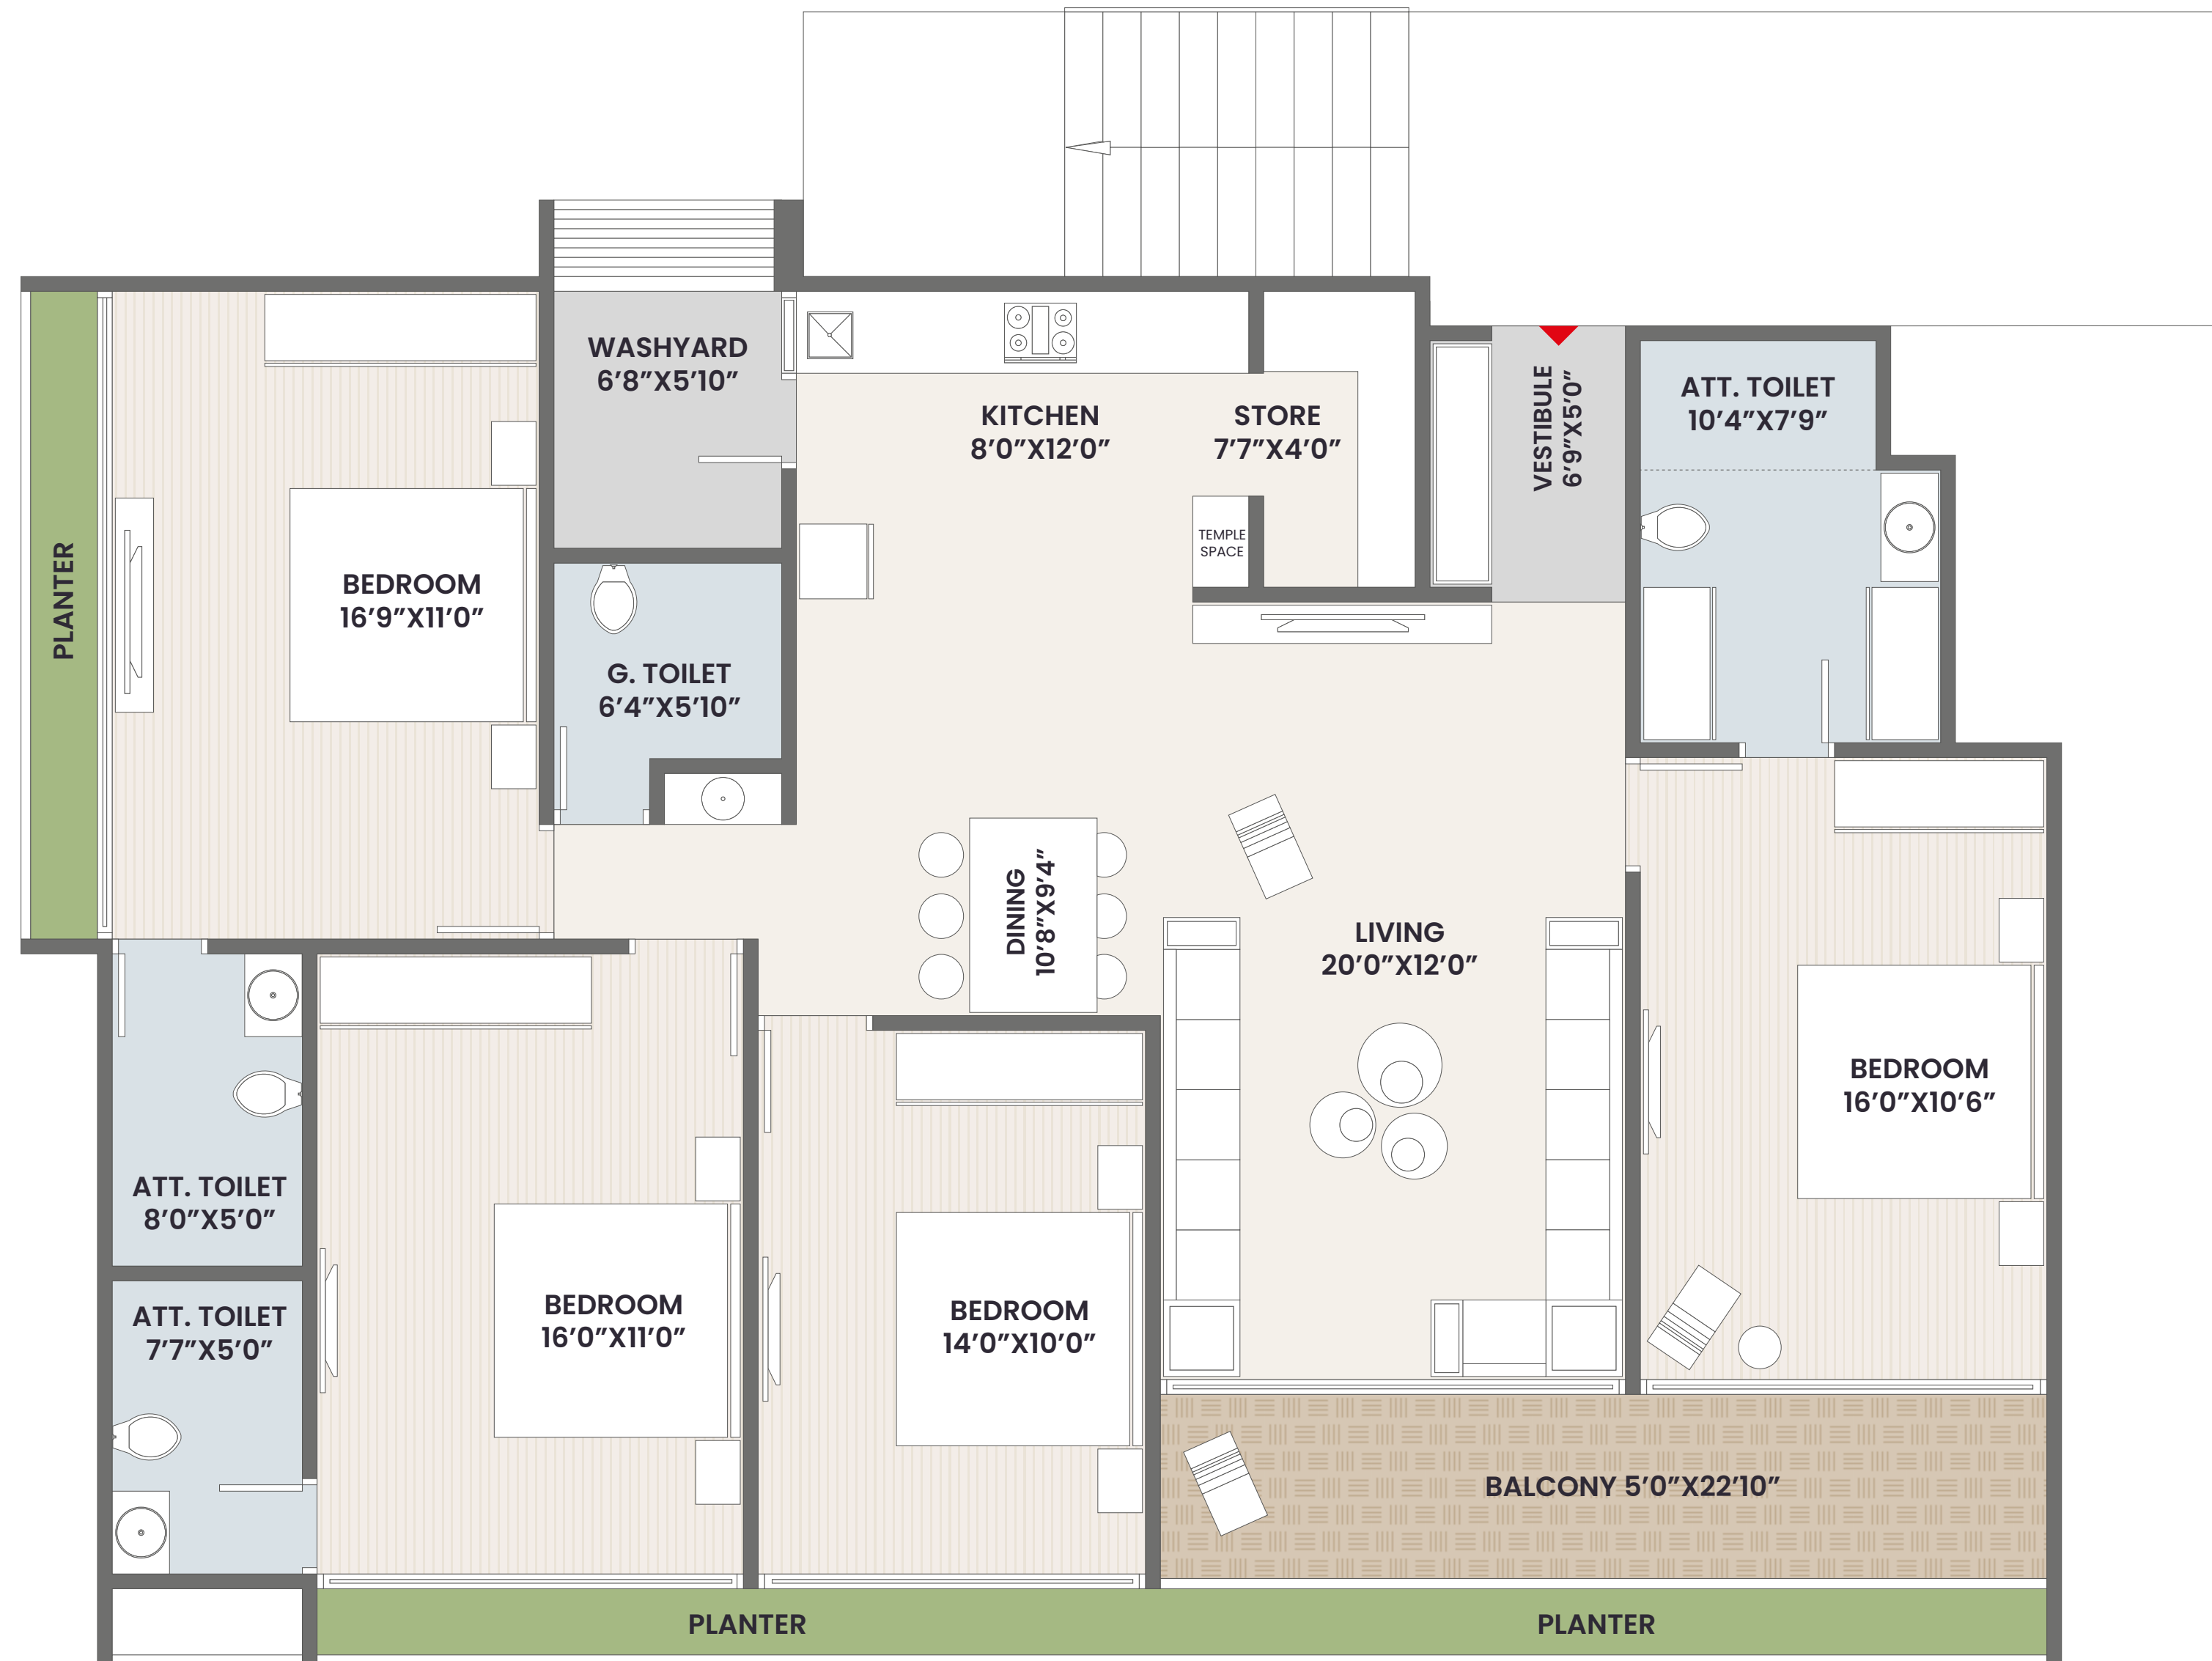 WASHYARD
6’8”X5’10”
KITCHEN
8’0”X12’0”
STORE
7’7”X4’0”
VESTIBULE
6’9”X5’0”
ATT. TOILET
10’4”X7’9”
TEMPLE
SPACE
PLANTER
BEDROOM
16’9”X11’0”
G. TOILET
6’4”X5’10”
DINING
10’8”X9’4”
LIVING
20’0”X12’0”
BEDROOM
16’0”X10’6”
ATT. TOILET
8’0”X5’0”
ATT. TOILET
7’7”X5’0”
BEDROOM
16’0”X11’0”
BEDROOM
14’0”X10’0”
BALCONY 5’0”X22’10”
PLANTER
PLANTER